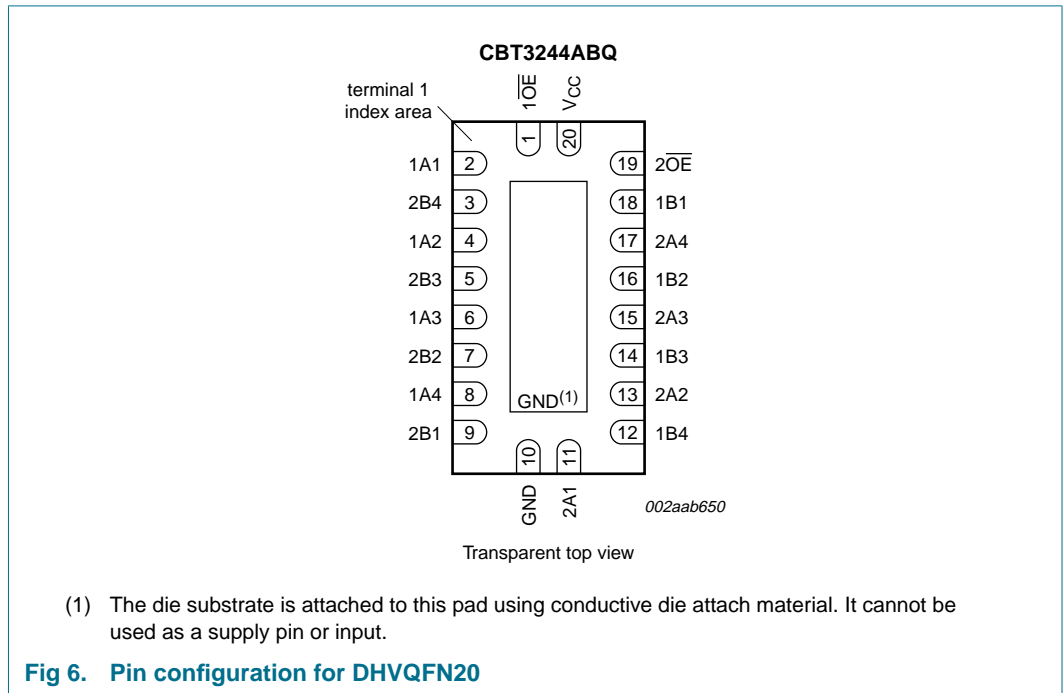 CBT3244ABQ
terminal 1
index area
1OE
VCC
1
20
1A1 2 19 2OE
2B4 3 18 1B1
1A2 4 17 2A4
2B3 5 16 1B2
1A3 6 15 2A3
2B2 7 14 1B3
1A4 8 GND(1) 13 2A2
2B1 9 12 1B4
10
11
GND
2A1
002aab650
Transparent top view
(1) The die substrate is attached to this pad using conductive die attach material. It cannot be
used as a supply pin or input.
Fig 6. Pin configuration for DHVQFN20